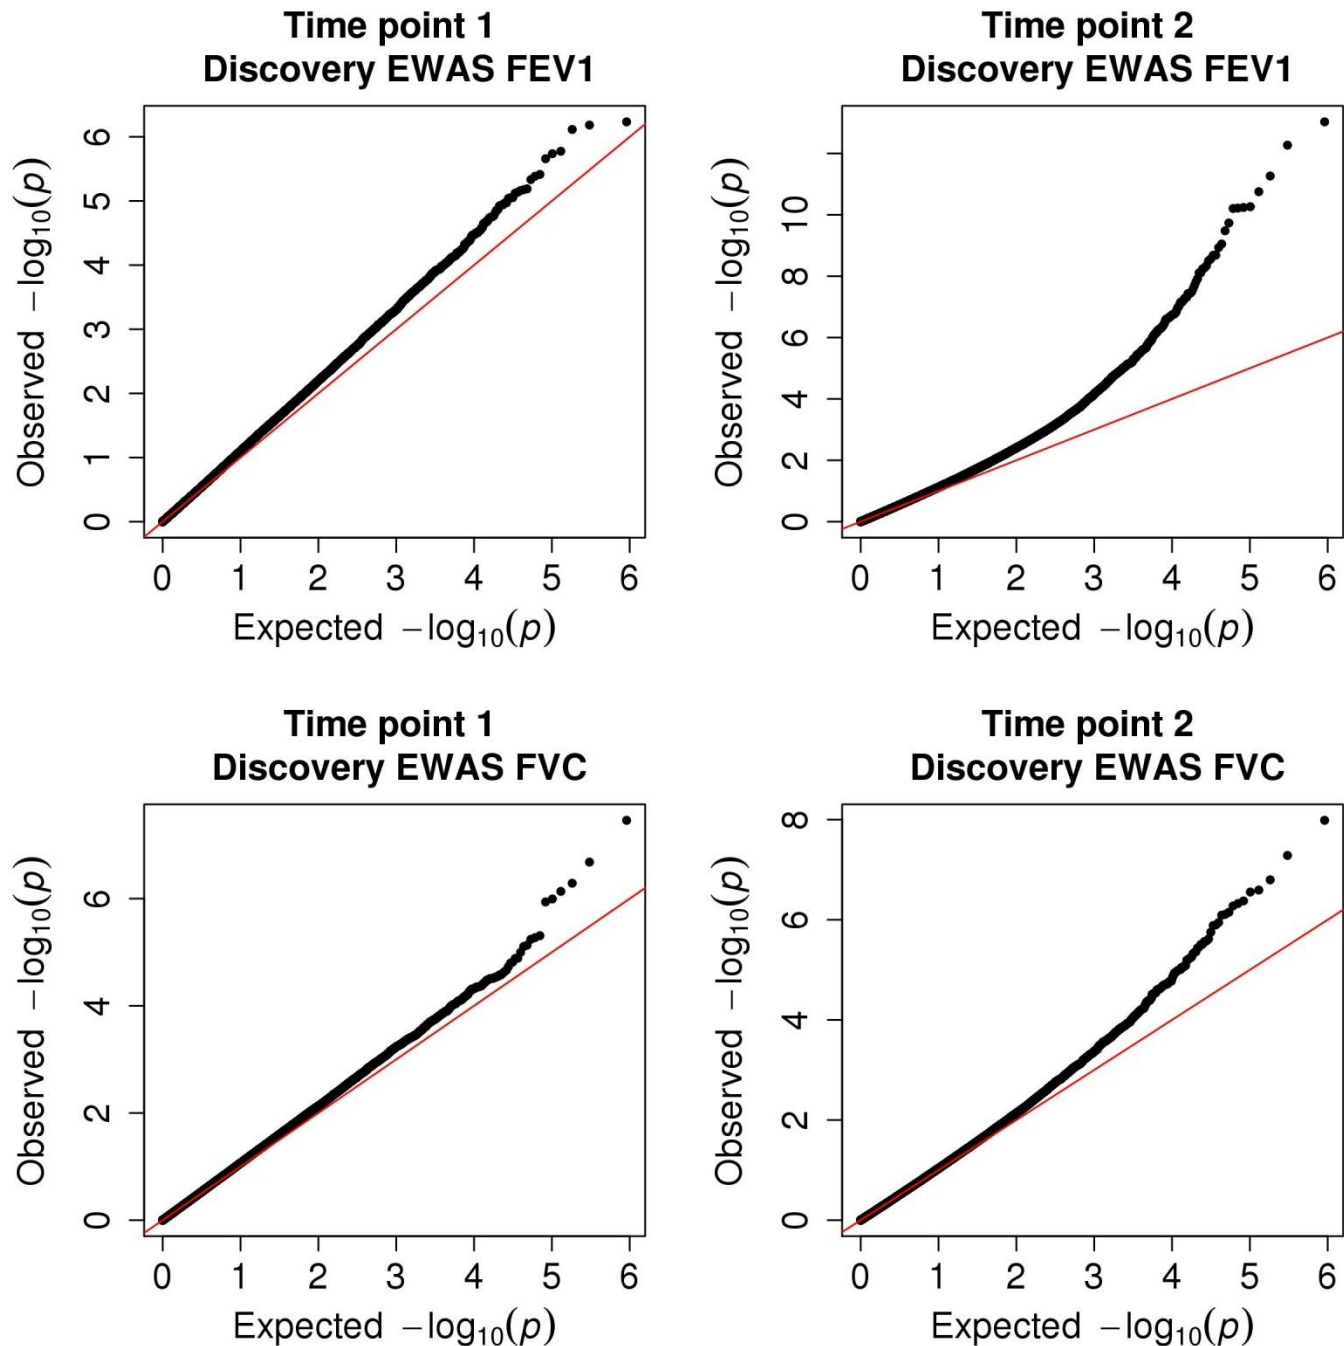 Time point 1
Discovery EWAS FEV1
Observed −log10(p)
6
5
4
3
2
1
0
0 1 2 3 4 5 6
Expected −log10(p)
Time point 2
Discovery EWAS FEV1
Observed −log10(p)
10
8
6
4
2
0
0 1 2 3 4 5 6
Expected −log10(p)
Time point 1
Discovery EWAS FVC
Observed −log10(p)
6
4
2
0
0 1 2 3 4 5 6
Expected −log10(p)
Time point 2
Discovery EWAS FVC
Observed −log10(p)
8
6
4
2
0
0 1 2 3 4 5 6
Expected −log10(p)